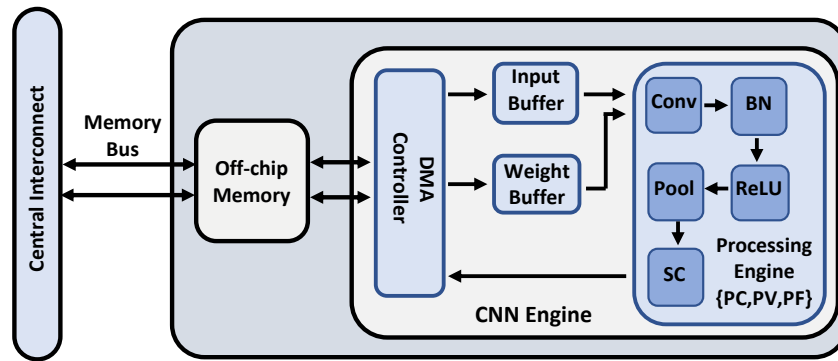 Central Interconnect
Memory
Bus
Off-chip
Memory
DMA
Controller
Input
Buffer
Weight
Buffer
Conv
BN
ReLU
Pool
SC
Processing
Engine
{PC,PV,PF}
CNN Engine